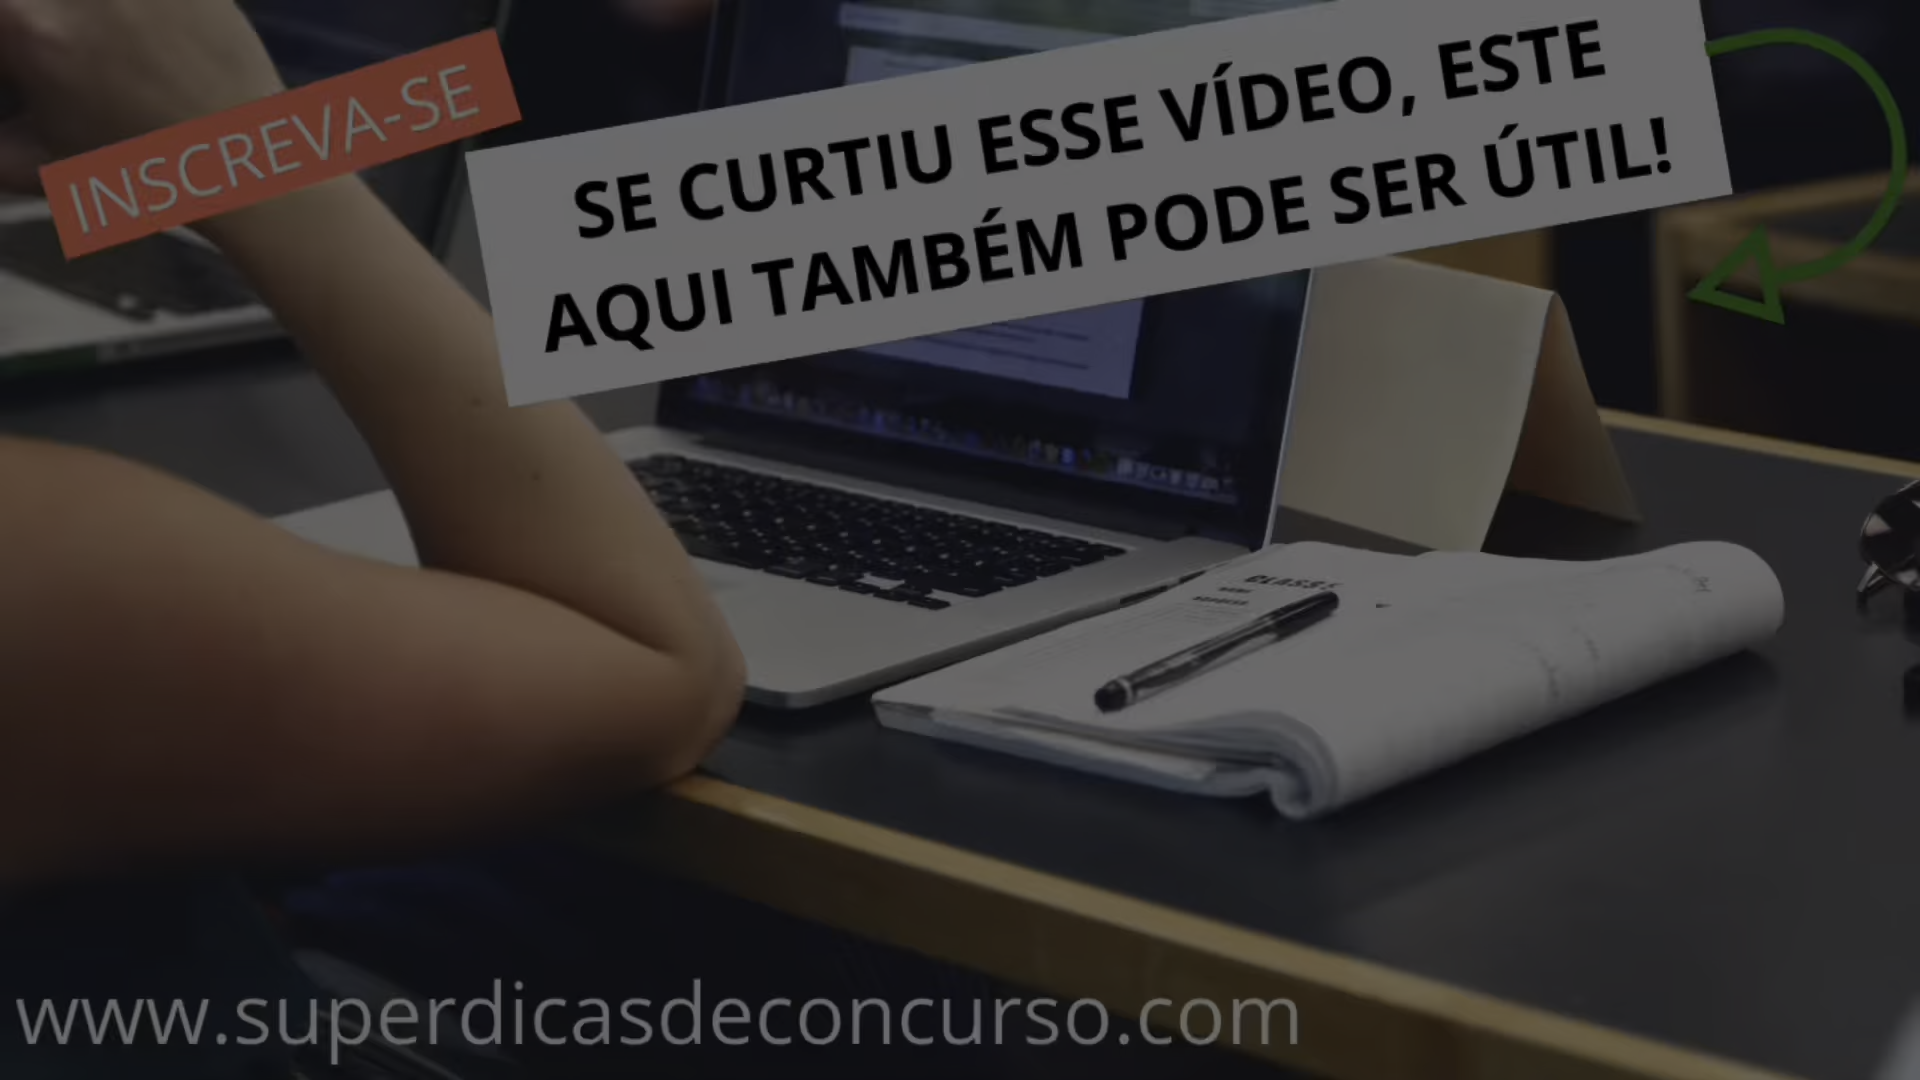 INSCREVA-SE
SE CURTIU ESSE VÍDEO, ESTE
AQUI TAMBÉM PODE SER ÚTIL!
www.superdicasdeconcurso.com